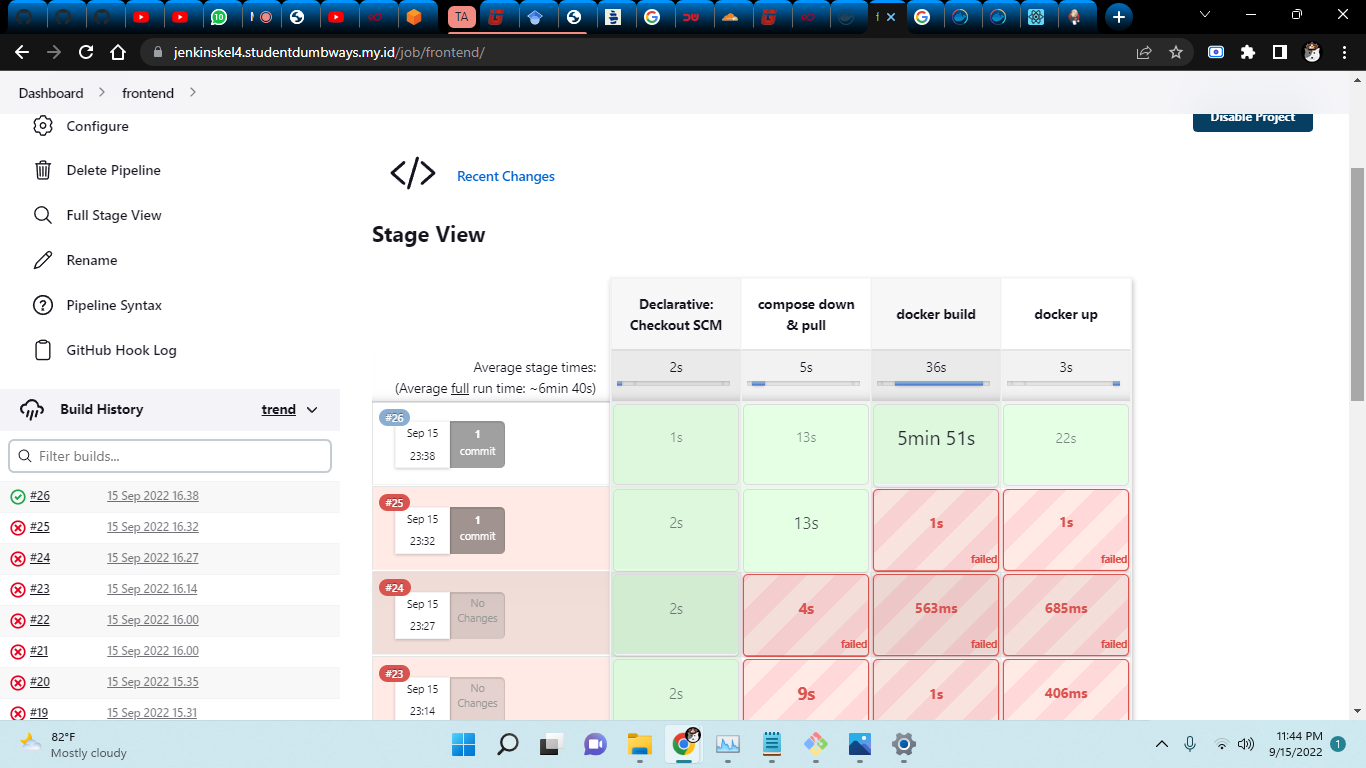 TA
jenkinskel4.studentdumbways.my.id/job/frontend/
Dashboard
frontend
Configure
Delete Pipeline
Full Stage View
Rename
Pipeline Syntax
GitHub Hook Log
Disable Project
</> Recent Changes
Stage View
Declarative: Checkout SCM
compose down & pull
docker build
docker up
Average stage times:
(Average full run time: ~6min 40s)
2s
5s
36s
3s
#26
Sep 15
23:38
1 commit
1s
13s
5min 51s
22s
#25
Sep 15
23:32
1 commit
2s
13s
1s
failed
1s
failed
#24
Sep 15
23:27
No Changes
2s
4s
failed
563ms
failed
685ms
failed
#23
Sep 15
23:14
No Changes
2s
9s
1s
406ms
Build History
trend
Filter builds...
#26 15 Sep 2022 16.38
#25 15 Sep 2022 16.32
#24 15 Sep 2022 16.27
#23 15 Sep 2022 16.14
#22 15 Sep 2022 16.00
#21 15 Sep 2022 16.00
#20 15 Sep 2022 15.35
#19 15 Sep 2022 15.31
82°F
Mostly cloudy
11:44 PM
9/15/2022
1